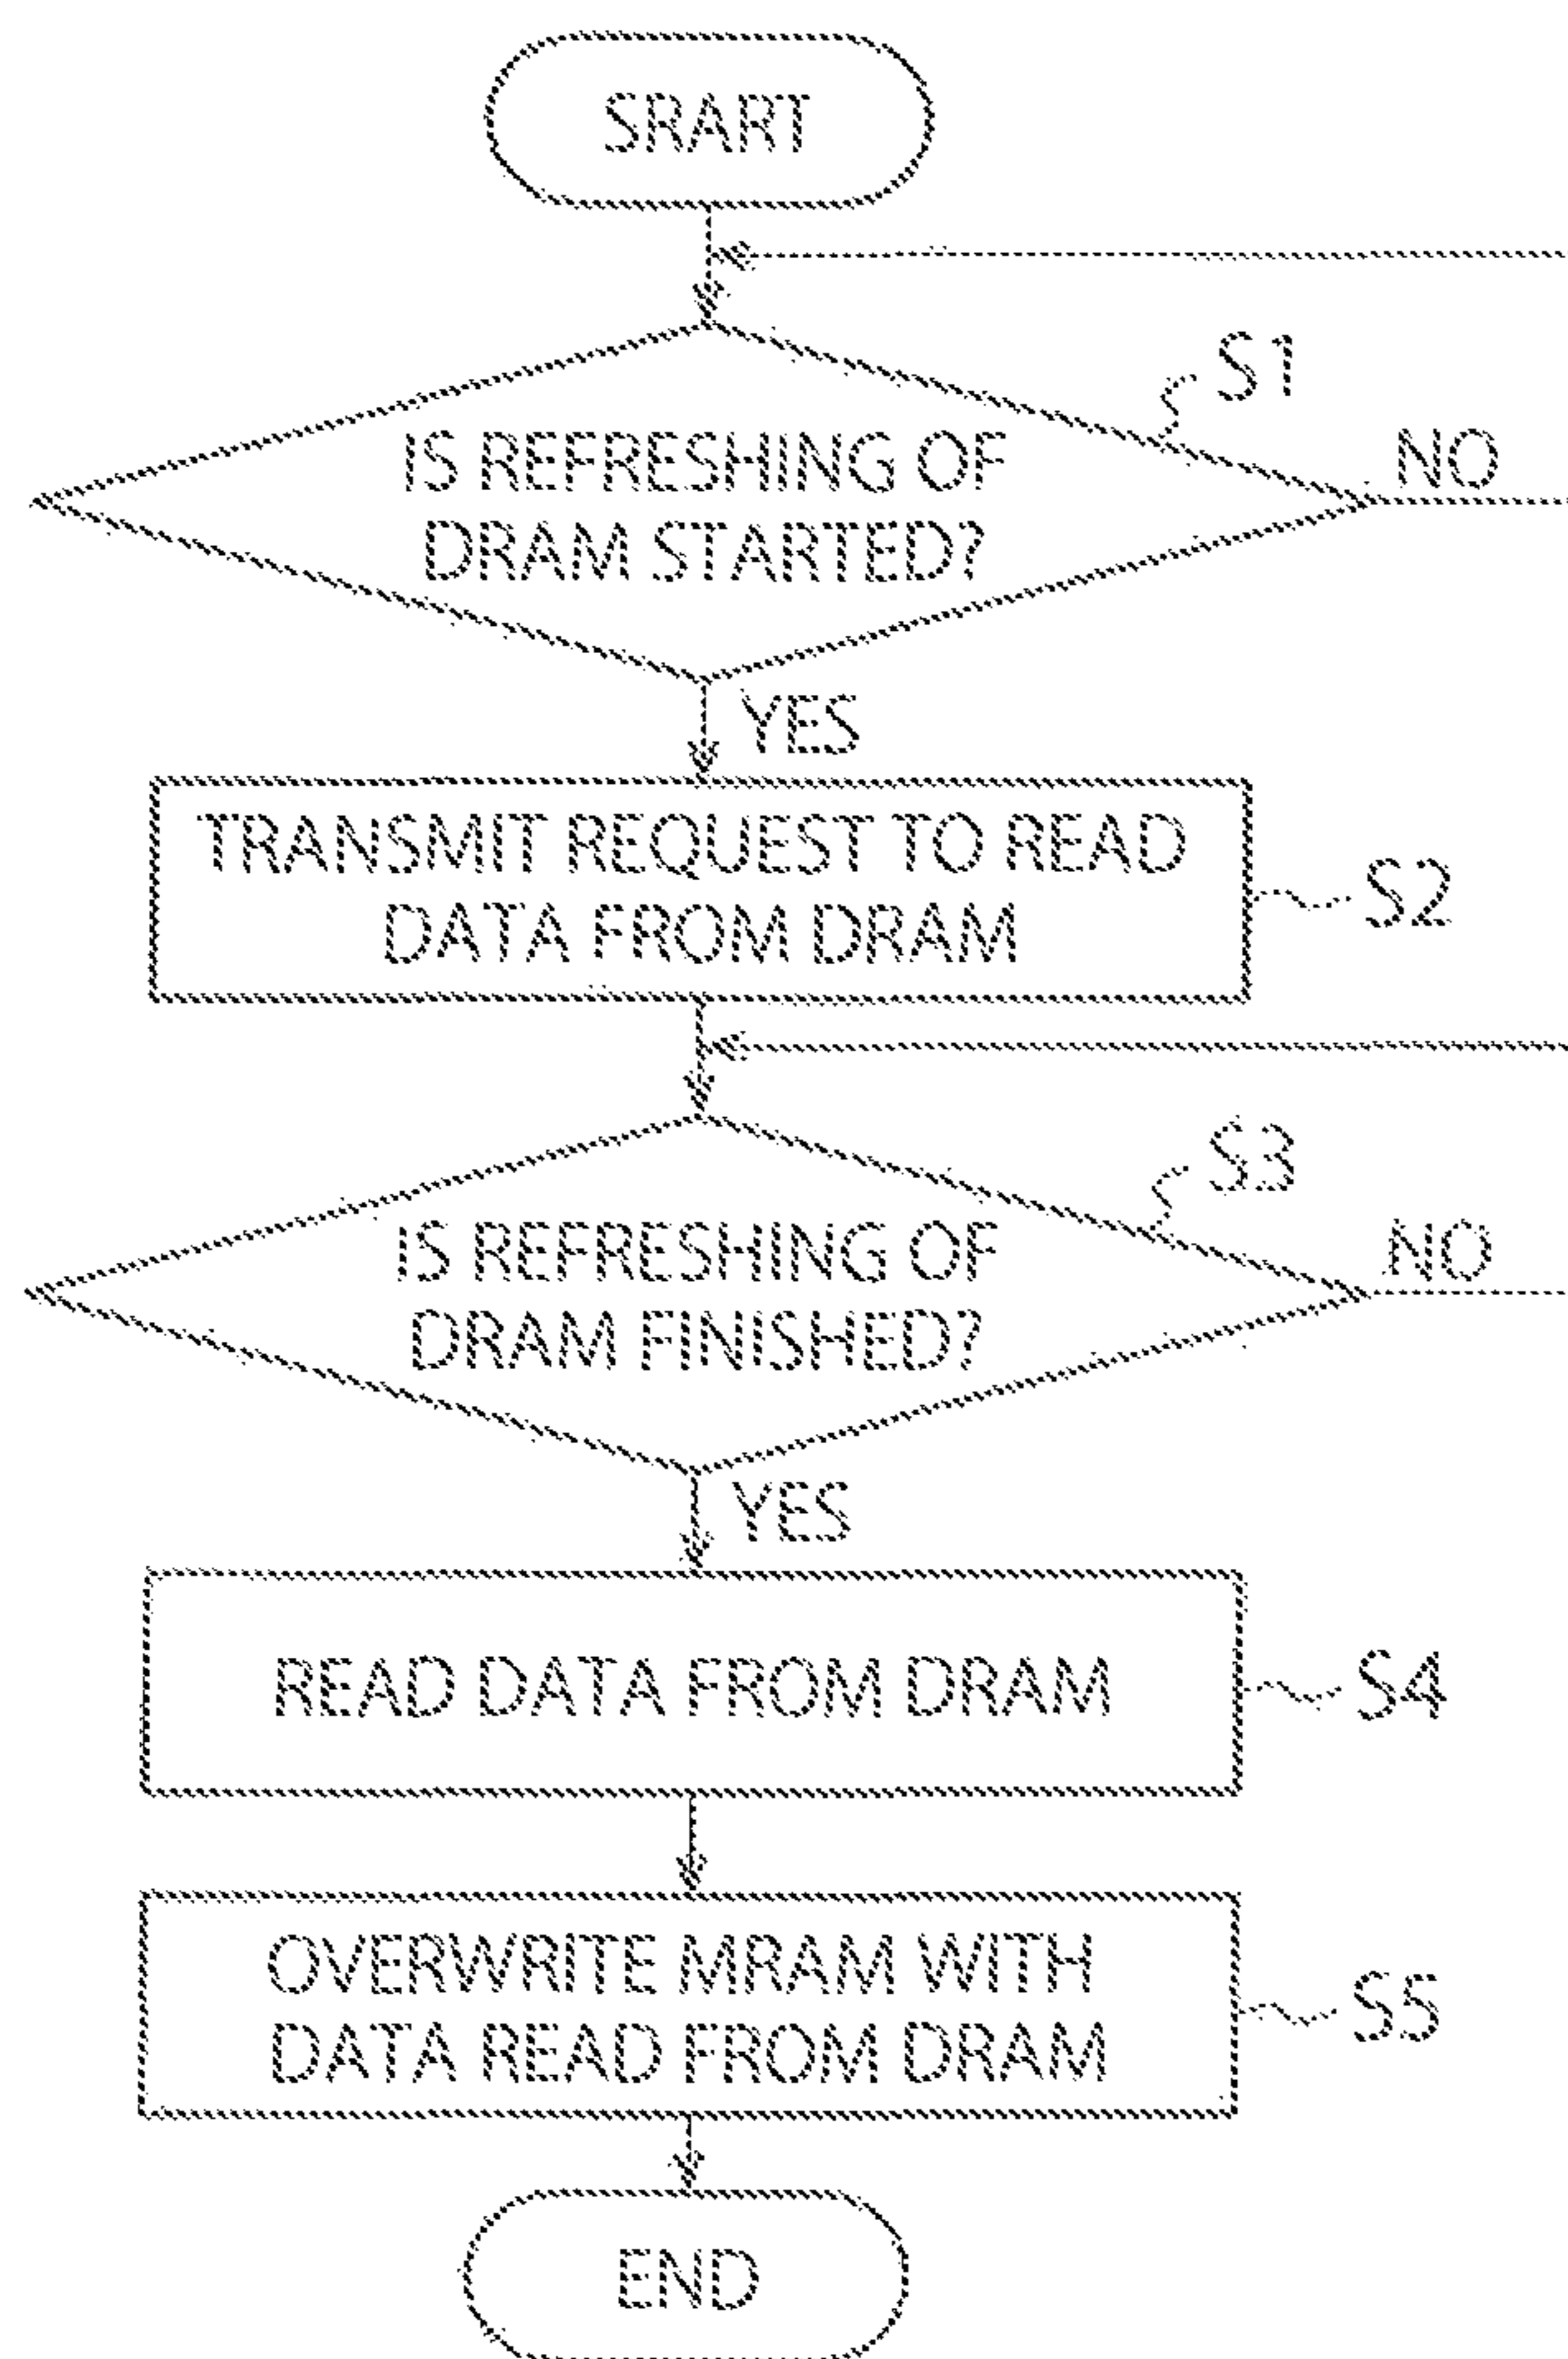 SRART
S1
IS REFRESHING OF
DRAM STARTED?
NO
YES
TRANSMIT REQUEST TO READ
DATA FROM DRAM
S2
S3
IS REFRESHING OF
DRAM FINISHED?
NO
YES
READ DATA FROM DRAM
S4
OVERWRITE MRAM WITH
DATA READ FROM DRAM
S5
END